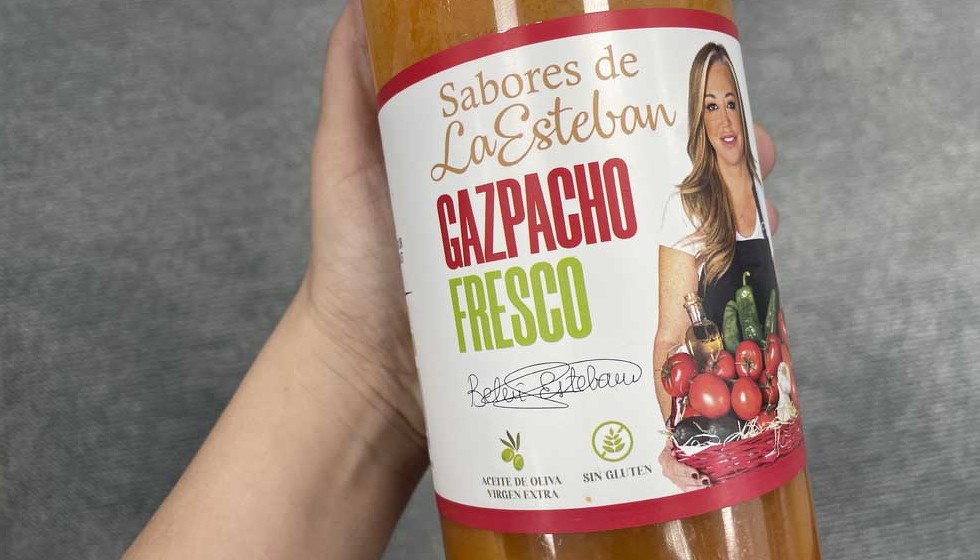 Sabores de
LaEsteban
GAZPACHO
FRESCO
Belén Esteban
ACEITE DE OLIVA
VIRGEN EXTRA
SIN GLUTEN